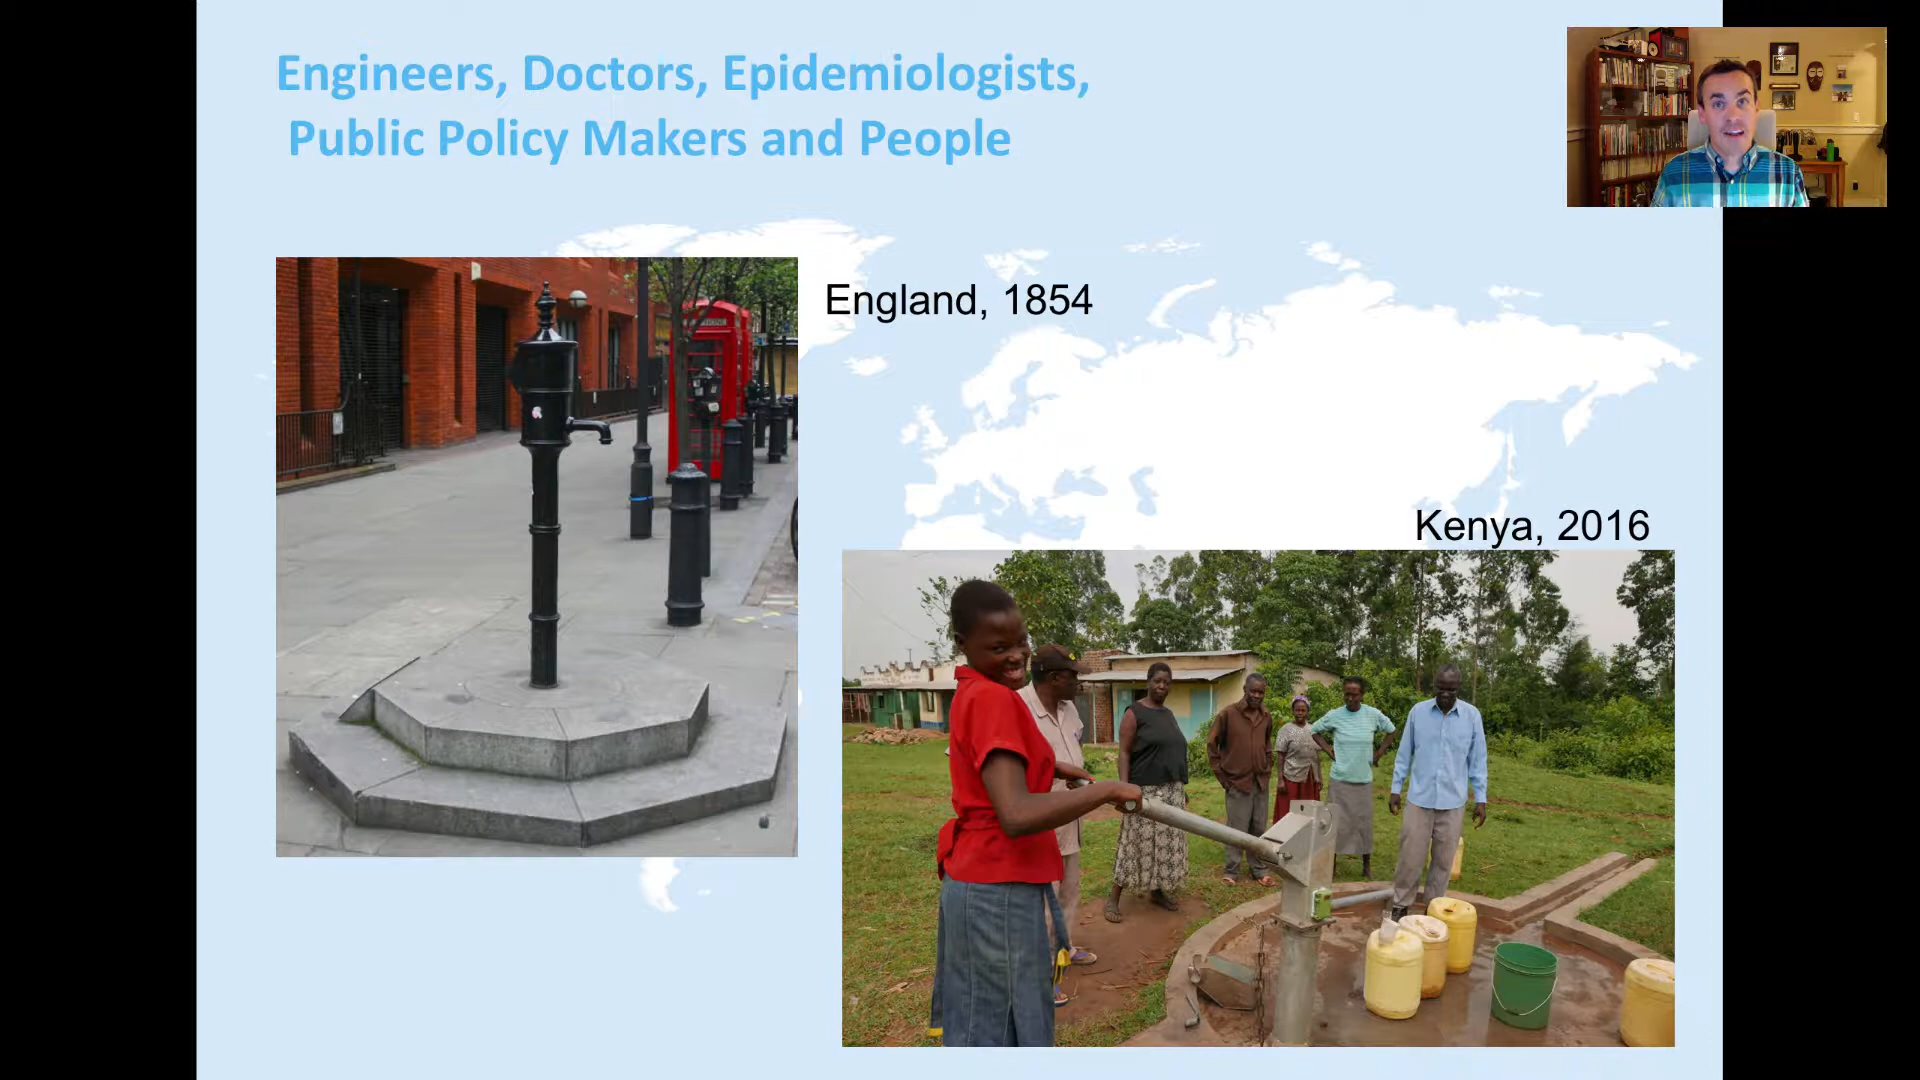 Engineers, Doctors, Epidemiologists,
Public Policy Makers and People
England, 1854
Kenya, 2016